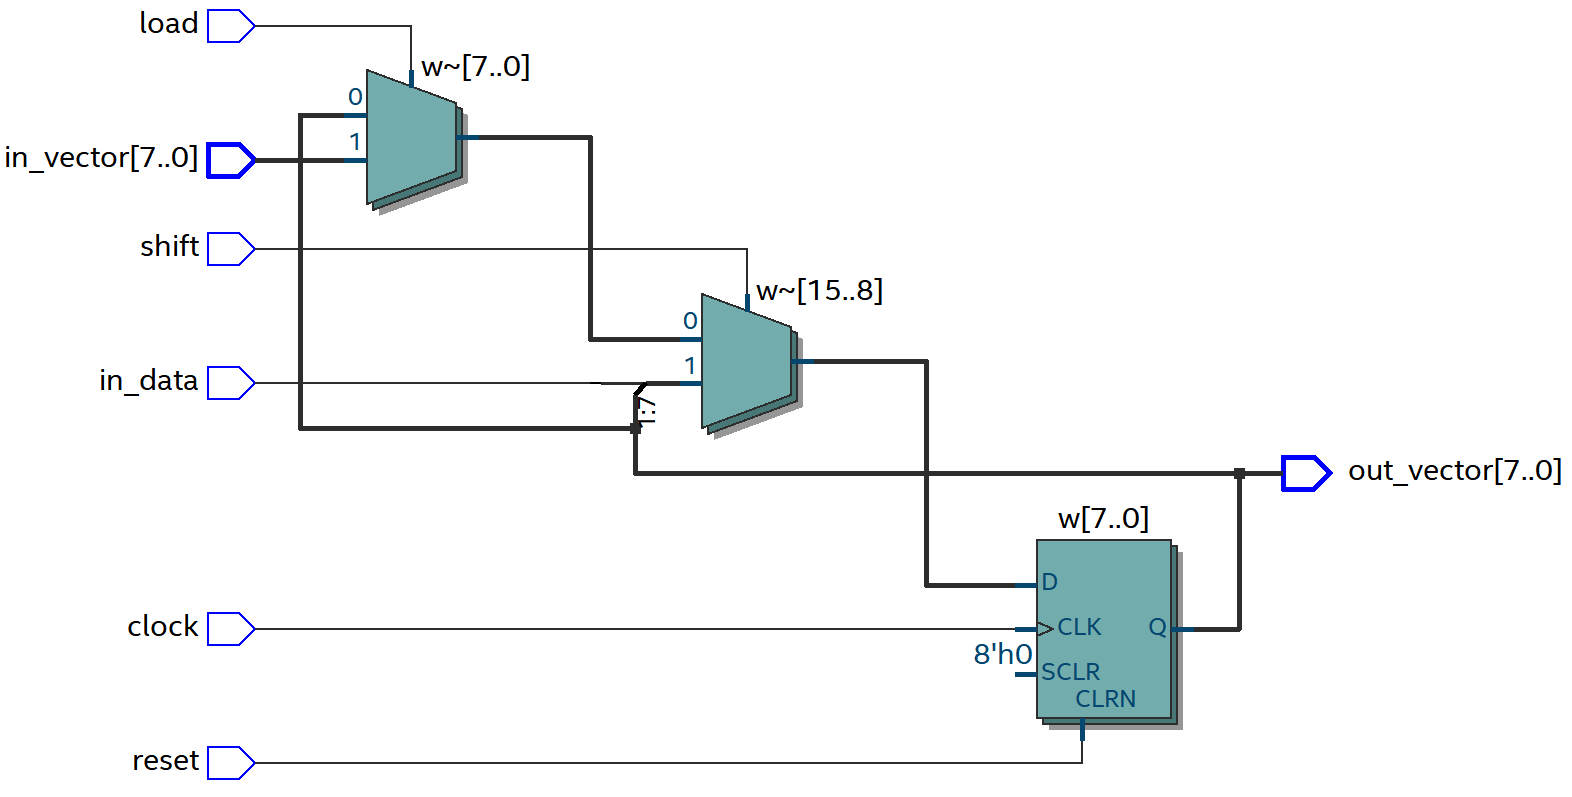 load
w~[7..0]
0
in_vector[7..0]
1
shift
w~[15..8]
0
1
in_data
1:7
out_vector[7..0]
w[7..0]
D
clock
CLK
Q
8'h0
SCLR
CLRN
reset